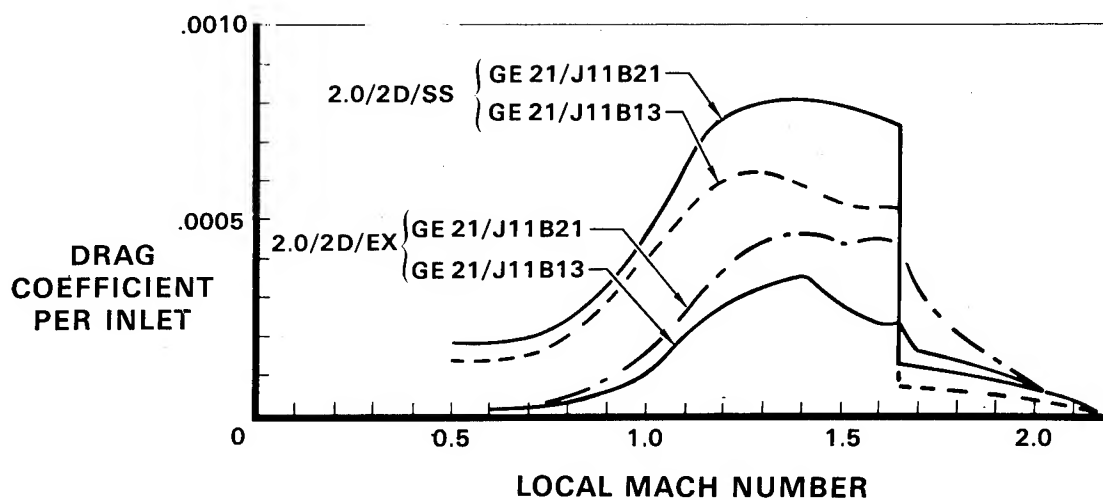 .0010
2.0/2D/SS { GE 21/J11B21
GE 21/J11B13
.0005
2.0/2D/EX { GE 21/J11B21
GE 21/J11B13
DRAG
COEFFICIENT
PER INLET
0 0.5 1.0 1.5 2.0
LOCAL MACH NUMBER